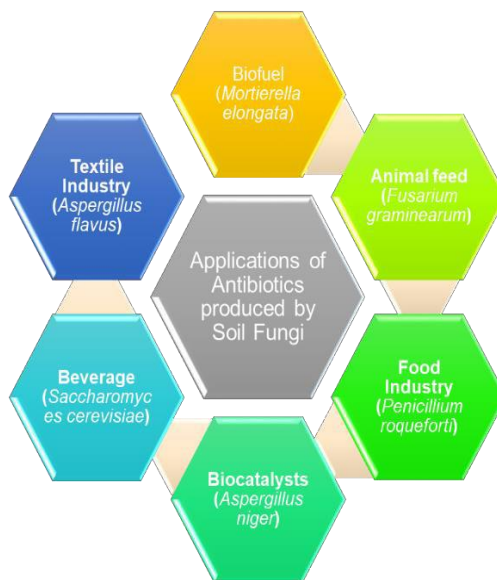 Biofuel
(Mortierella
elongata)
Textile
Industry
(Aspergillus
flavus)
Animal feed
(Fusarium
graminearum)
Applications of
Antibiotics
produced by
Soil Fungi
Beverage
(Saccharomyc
es cerevisiae)
Food
Industry
(Penicillium
roqueforti)
Biocatalysts
(Aspergillus
niger)